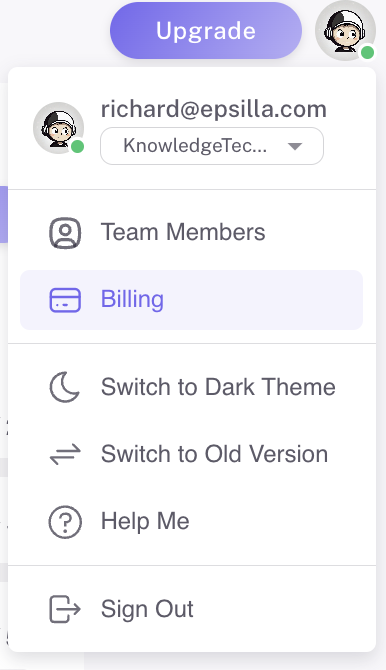 Upgrade
richard@epsilla.com
KnowledgeTec...
Team Members
Billing
Switch to Dark Theme
Switch to Old Version
Help Me
Sign Out